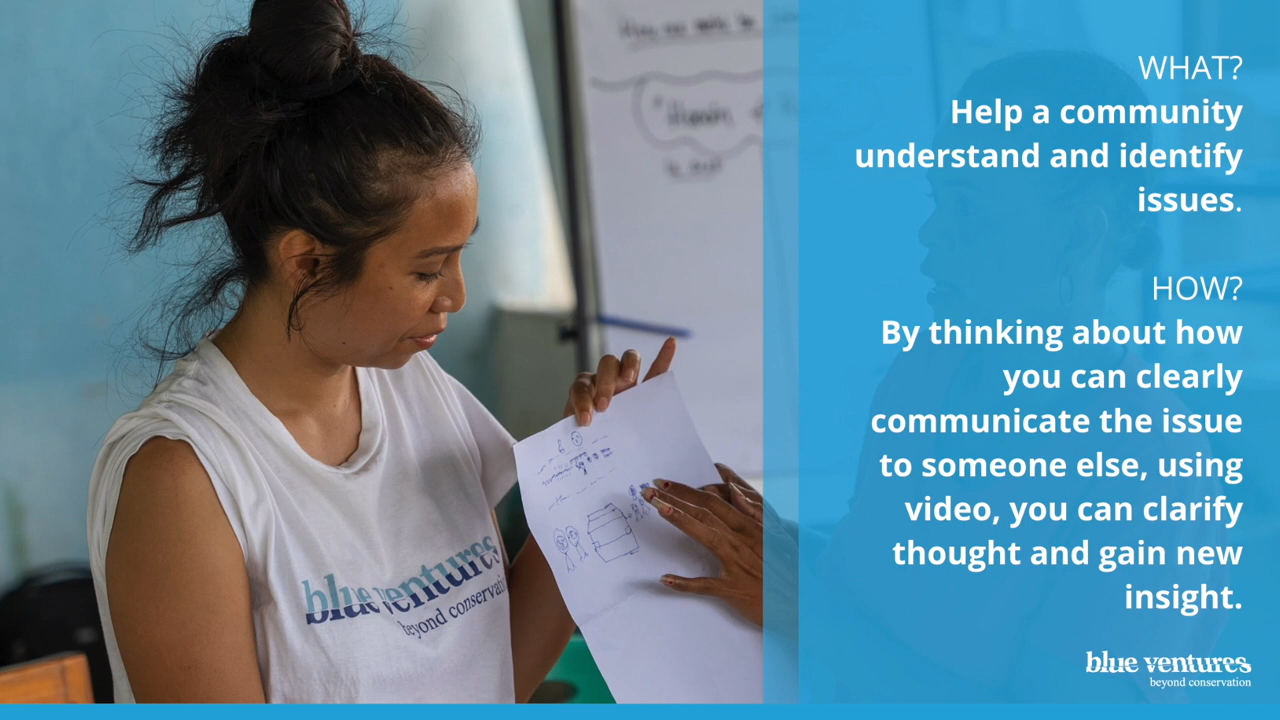 WHAT?
Help a community
understand and identify
issues.
HOW?
By thinking about how
you can clearly
communicate the issue
to someone else, using
video, you can clarify
thought and gain new
insight.
blue ventures
beyond conservation
blue ventures
beyond conservation